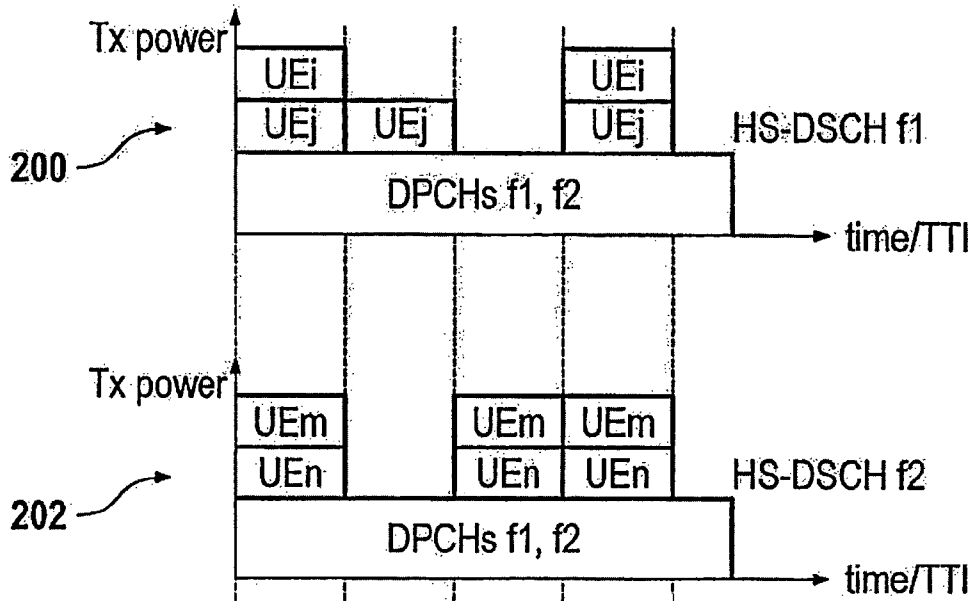 Tx power
UEi UEi
UEj UEj UEj HS-DSCH f1
200
DPCHs f1, f2
time/TTI
Tx power
UEm UEm UEm
UEn UEn UEn HS-DSCH f2
202
DPCHs f1, f2
time/TTI